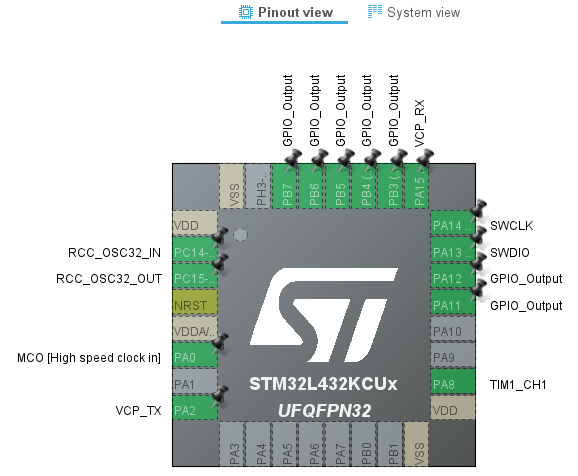 Pinout view System view
GPIO_Output
GPIO_Output
GPIO_Output
GPIO_Output
GPIO_Output
VCP_RX
VSS
PH3-..
PB7
PB6
PB5
PB4 (..
PB3 (..
PA15 ..
VDD
PC14-..
PC15-..
NRST
VDDA/..
PA0
PA1
PA2
RCC_OSC32_IN
RCC_OSC32_OUT
MCO [High speed clock in]
VCP_TX
STM32L432KCUx
UFQFPN32
PA14 ..
PA13 ..
PA12
PA11
PA10
PA9
PA8
VDD
SWCLK
SWDIO
GPIO_Output
GPIO_Output
TIM1_CH1
PA3
PA4
PA5
PA6
PA7
PB0
PB1
VSS